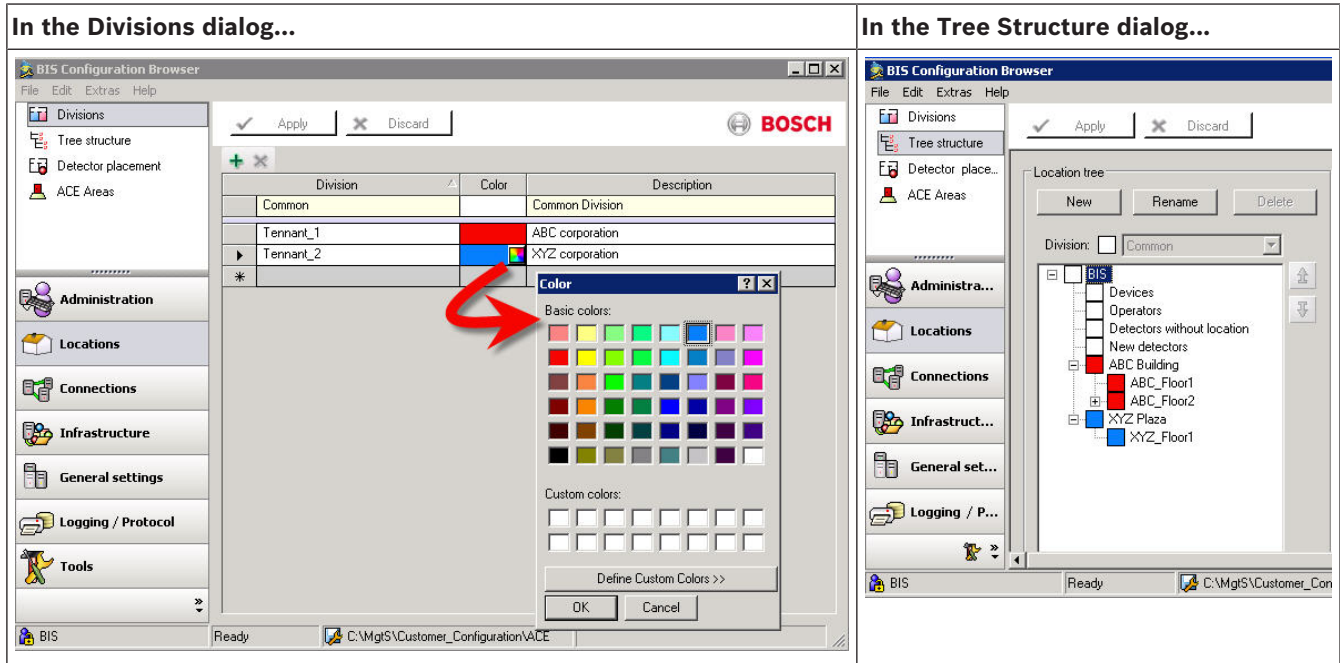 In the Divisions dialog...
In the Tree Structure dialog...
BIS Configuration Browser
File Edit Extras Help
Divisions
Tree structure
Detector placement
ACE Areas
Administration
Locations
Connections
Infrastructure
General settings
Logging / Protocol
Tools
Apply Discard
BOSCH
Division Color Description
Common Common Division
Tennant_1 ABC corporation
Tennant_2 XYZ corporation
Color
Basic colors:
Custom colors:
Define Custom Colors >>
OK Cancel
BIS Ready C:\MgtS\Customer_Configuration\ACE
BIS Configuration Browser
File Edit Extras Help
Divisions
Tree structure
Detector place...
ACE Areas
Administra...
Locations
Connections
Infrastruct...
General set...
Logging / P...
Apply Discard
Location tree
New Rename Delete
Division: Common
BIS
Devices
Operators
Detectors without location
New detectors
ABC Building
ABC_Floor1
ABC_Floor2
XYZ Plaza
XYZ_Floor1
BIS Ready C:\MgtS\Customer_Con